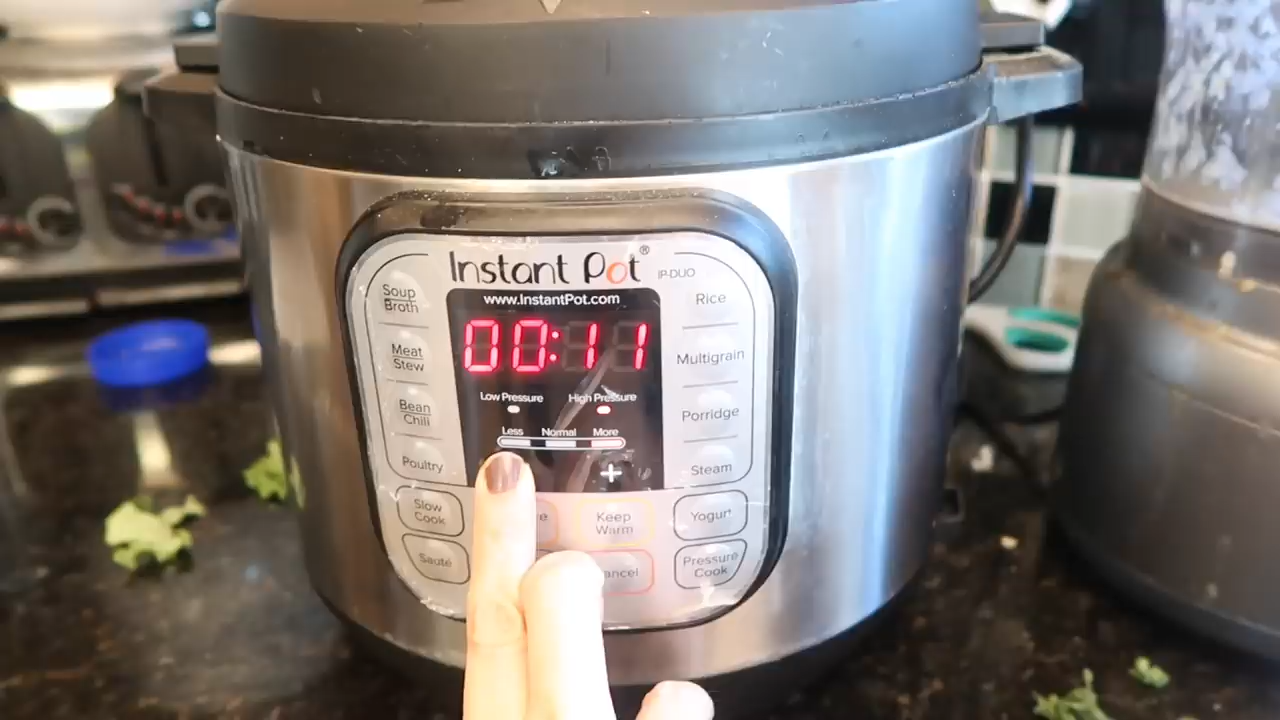 Instant Pot®
IP-DUO
www.InstantPot.com
00:11
Low Pressure
High Pressure
Less
Normal
More
+
Soup
Broth
Meat
Stew
Bean
Chili
Poultry
Slow
Cook
Sauté
Keep
Warm
Rice
Multigrain
Porridge
Steam
Yogurt
Pressure
Cook